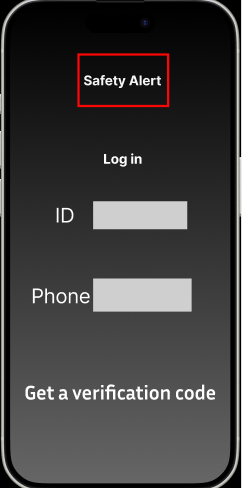 Safety Alert
Log in
ID
Phone
Get a verification code